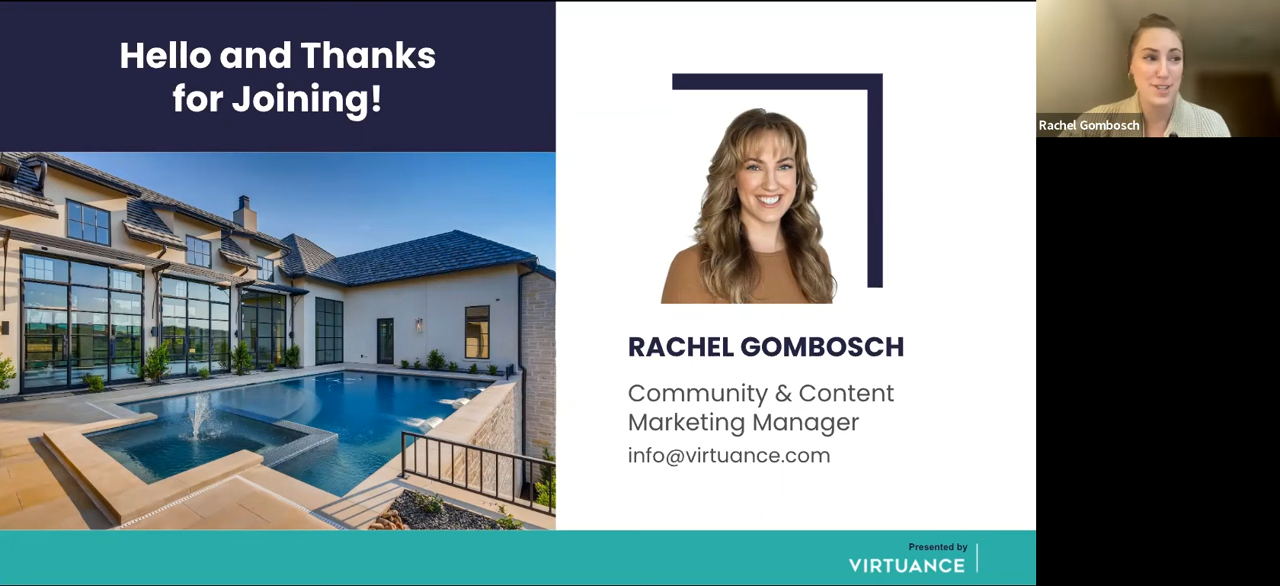 Hello and Thanks
for Joining!
RACHEL GOMBOSCH
Community & Content
Marketing Manager
info@virtuance.com
Presented by
VIRTUANCE
Rachel Gombosch